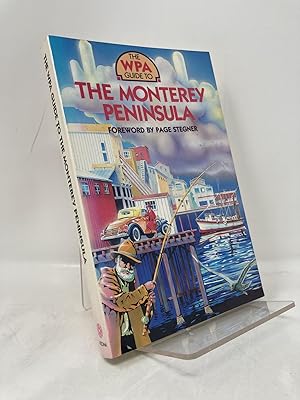 THE
WPA
GUIDE TO
THE MONTEREY
PENINSULA
FOREWORD BY PAGE STEGNER
THE WPA GUIDE TO THE MONTEREY PENINSULA